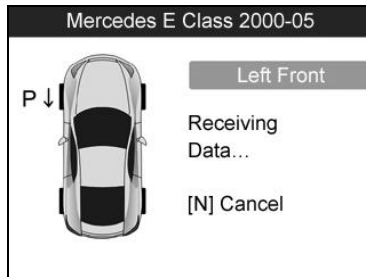 Mercedes E Class 2000-05
Left Front
P ↓
Receiving
Data...
[N] Cancel